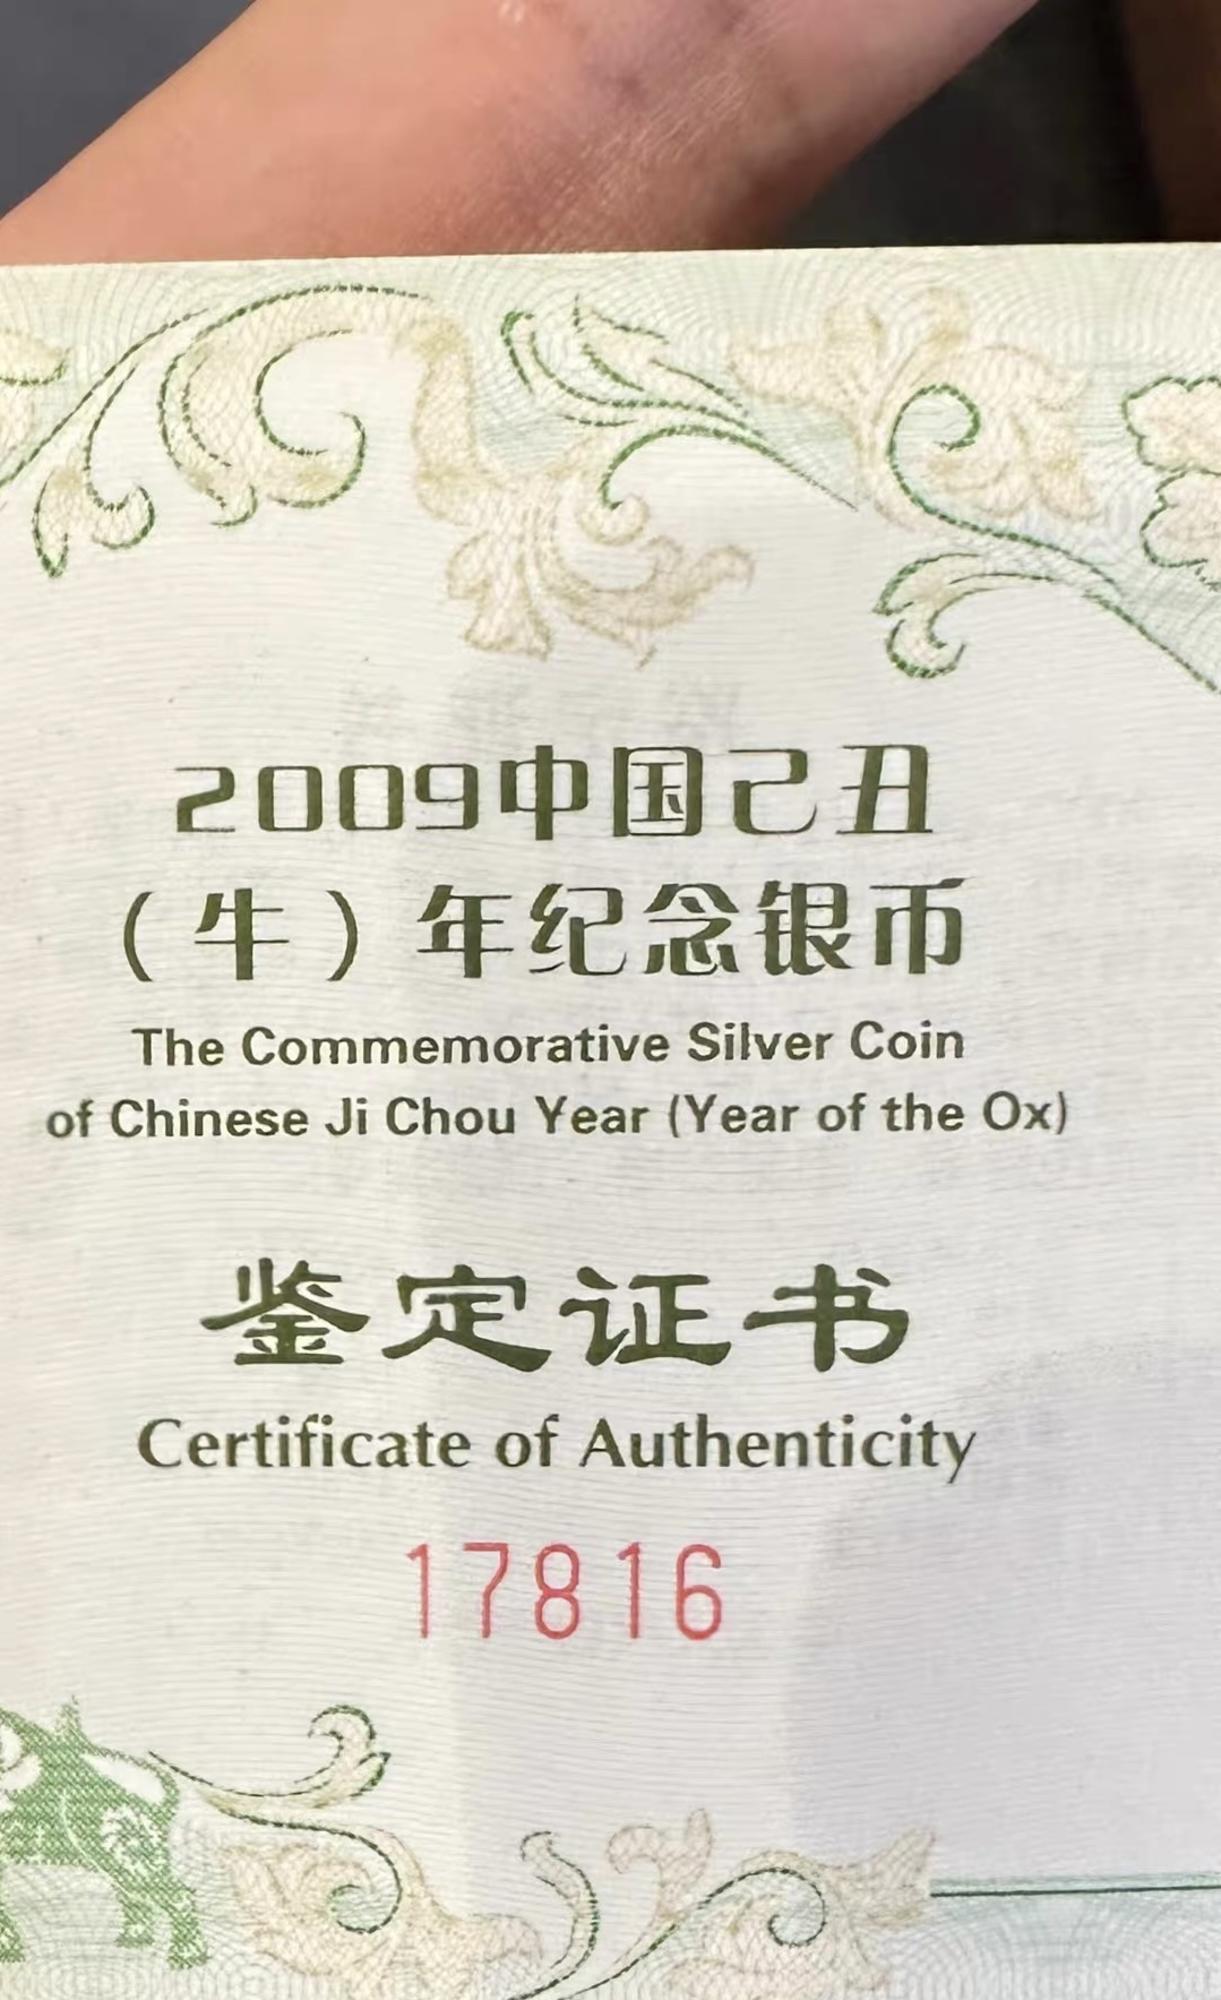 2009中国己丑
（牛）年纪念银币
The Commemorative Silver Coin
of Chinese Ji Chou Year (Year of the Ox)
鉴定证书
Certificate of Authenticity
17816